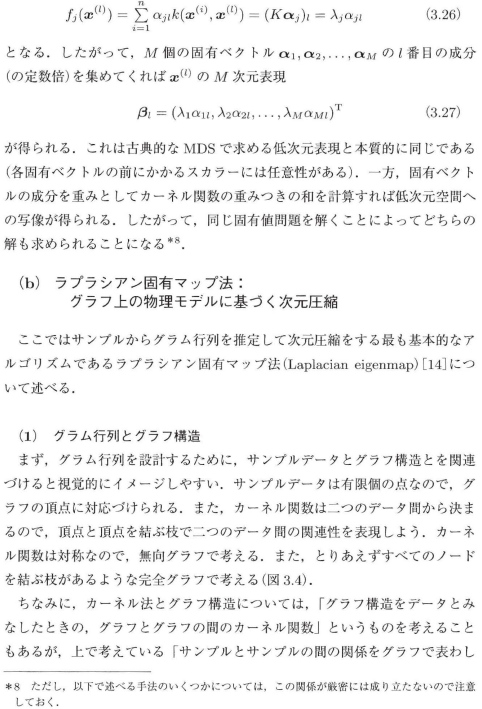 f_j(x^{(l)}) = \sum_{i=1}^{n} α_{jl}k(x^{(i)}, x^{(l)}) = (Kα_j)_l = λ_jα_{jl} (3.26)
となる．したがって，M 個の固有ベクトル α_1, α_2, ..., α_M の l 番目の成分
(の定数倍)を集めてくれば x^{(l)} の M 次元表現
β_l = (λ_1α_{1l}, λ_2α_{2l}, ..., λ_Mα_{Ml})^T (3.27)
が得られる．これは古典的な MDS で求める低次元表現と本質的に同じである
(各固有ベクトルの前にかかるスカラーには任意性がある)．一方，固有ベクト
ルの成分を重みとしてカーネル関数の重みつきの和を計算すれば低次元空間へ
の写像が得られる．したがって，同じ固有値問題を解くことによってどちらの
解も求められることになる*8．
(b) ラプラシアン固有マップ法：
グラフ上の物理モデルに基づく次元圧縮
ここではサンプルからグラム行列を推定して次元圧縮をする最も基本的なア
ルゴリズムであるラプラシアン固有マップ法(Laplacian eigenmap)[14]につ
いて述べる．
(1) グラム行列とグラフ構造
まず，グラム行列を設計するために，サンプルデータとグラフ構造とを関連
づけると視覚的にイメージしやすい．サンプルデータは有限個の点なので，グ
ラフの頂点に対応づけられる．また，カーネル関数は二つのデータ間から決ま
るので，頂点と頂点を結ぶ枝で二つのデータ間の関連性を表現しよう．カーネ
ル関数は対称なので，無向グラフで考える．また，とりあえずすべてのノード
を結ぶ枝があるような完全グラフで考える(図 3.4)．
ちなみに，カーネル法とグラフ構造については，「グラフ構造をデータとみ
なしたときの，グラフとグラフの間のカーネル関数」というものを考えること
もあるが，上で考えている「サンプルとサンプルの間の関係をグラフで表わし
*8 ただし，以下で述べる手法のいくつかについては，この関係が厳密には成り立たないので注意
しておく．